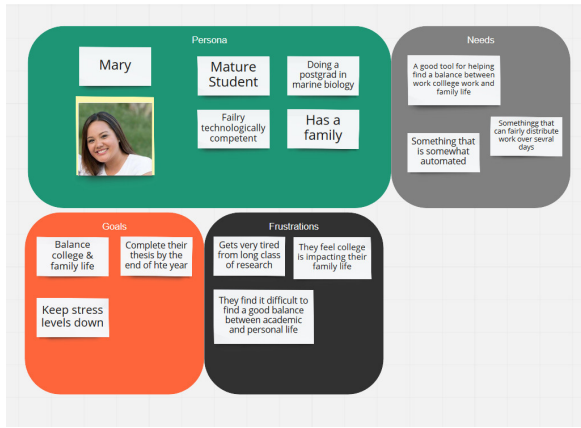 Persona
Mary
Mature
Student
Doing a
postgrad in
marine biology
Failry
technologically
competent
Has a
family
Needs
A good tool for helping
find a balance between
work colllege work and
family life
Something that
is somewhat
automated
Somethingg that
can fairly distribute
work over sevral
days
Goals
Balance
college &
family life
Complete their
thesis by the
end of hte year
Keep stress
levels down
Frustrations
Gets very tired
from long class
of research
They feel college
is impacting their
family life
They find it difficult to
find a good balance
between academic
and personal life